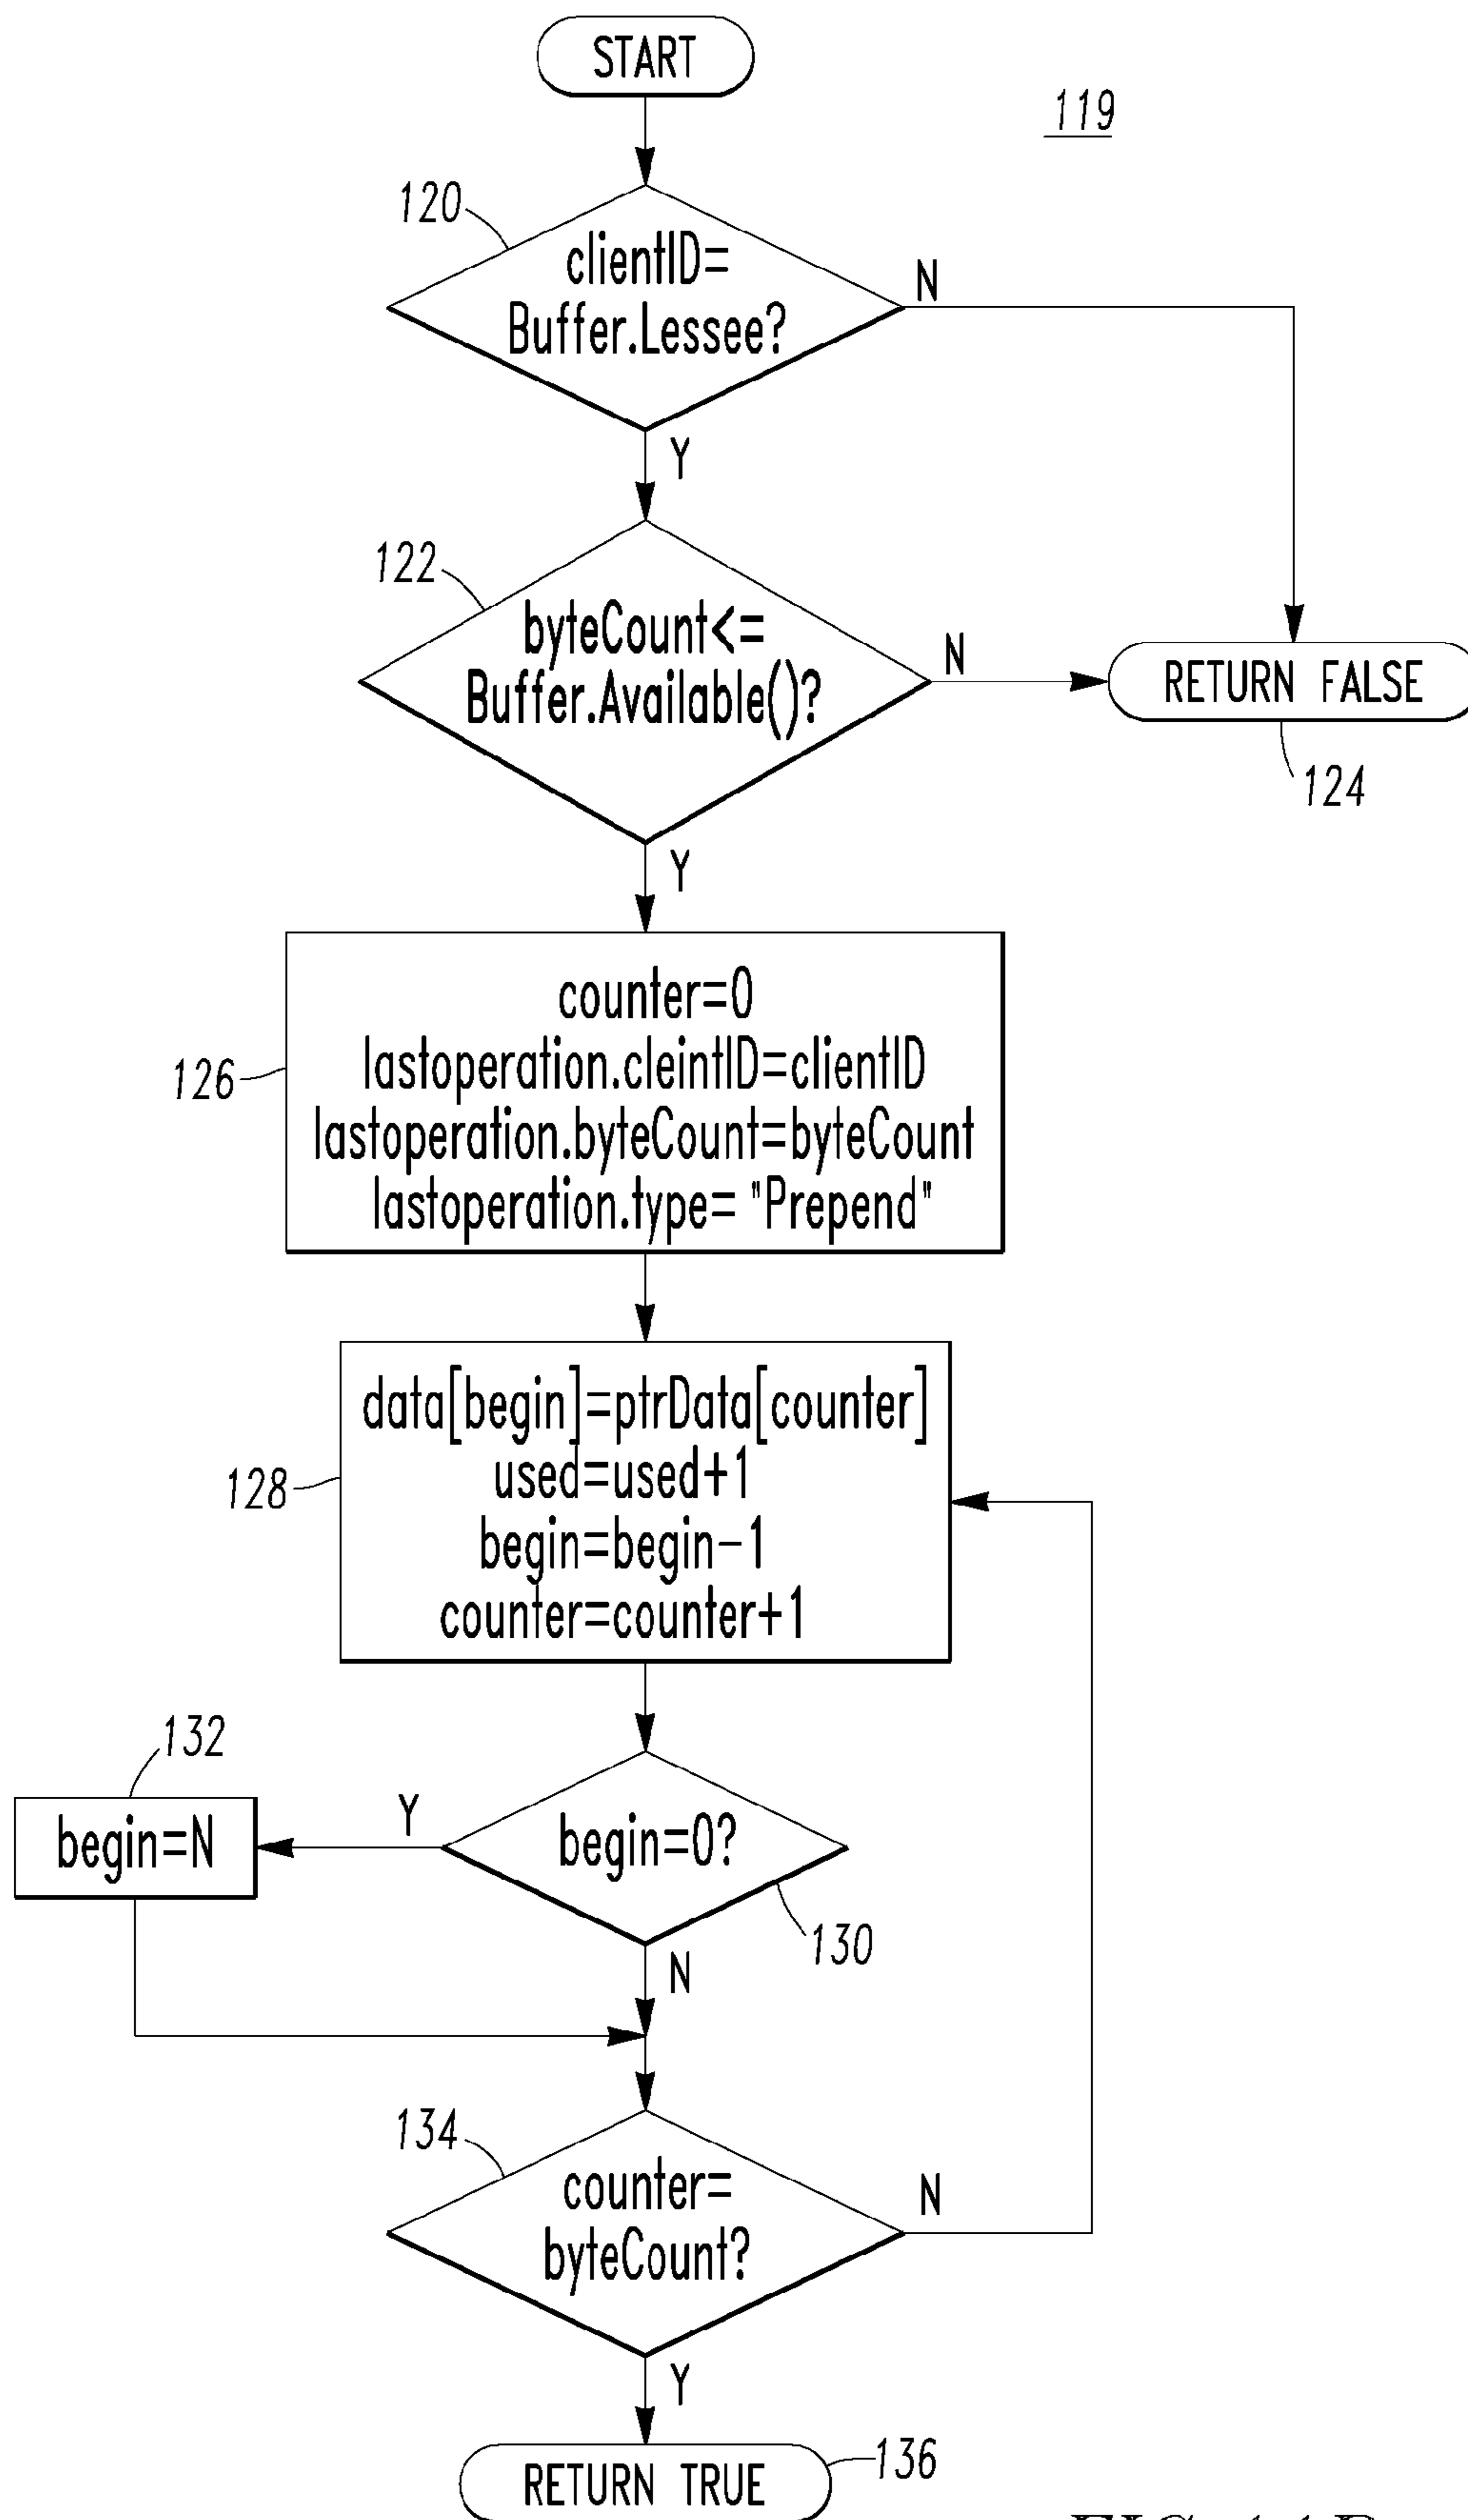 START
119
120
clientID=
Buffer.Lessee?
N
Y
122
byteCount<=
Buffer.Available()?
N
RETURN FALSE
124
Y
126
counter=0
lastoperation.cleintID=clientID
lastoperation.byteCount=byteCount
lastoperation.type= "Prepend"
128
data[begin]=ptrData[counter]
used=used+1
begin=begin-1
counter=counter+1
132
begin=N
Y
begin=0?
130
N
134
counter=
byteCount?
N
Y
RETURN TRUE
136